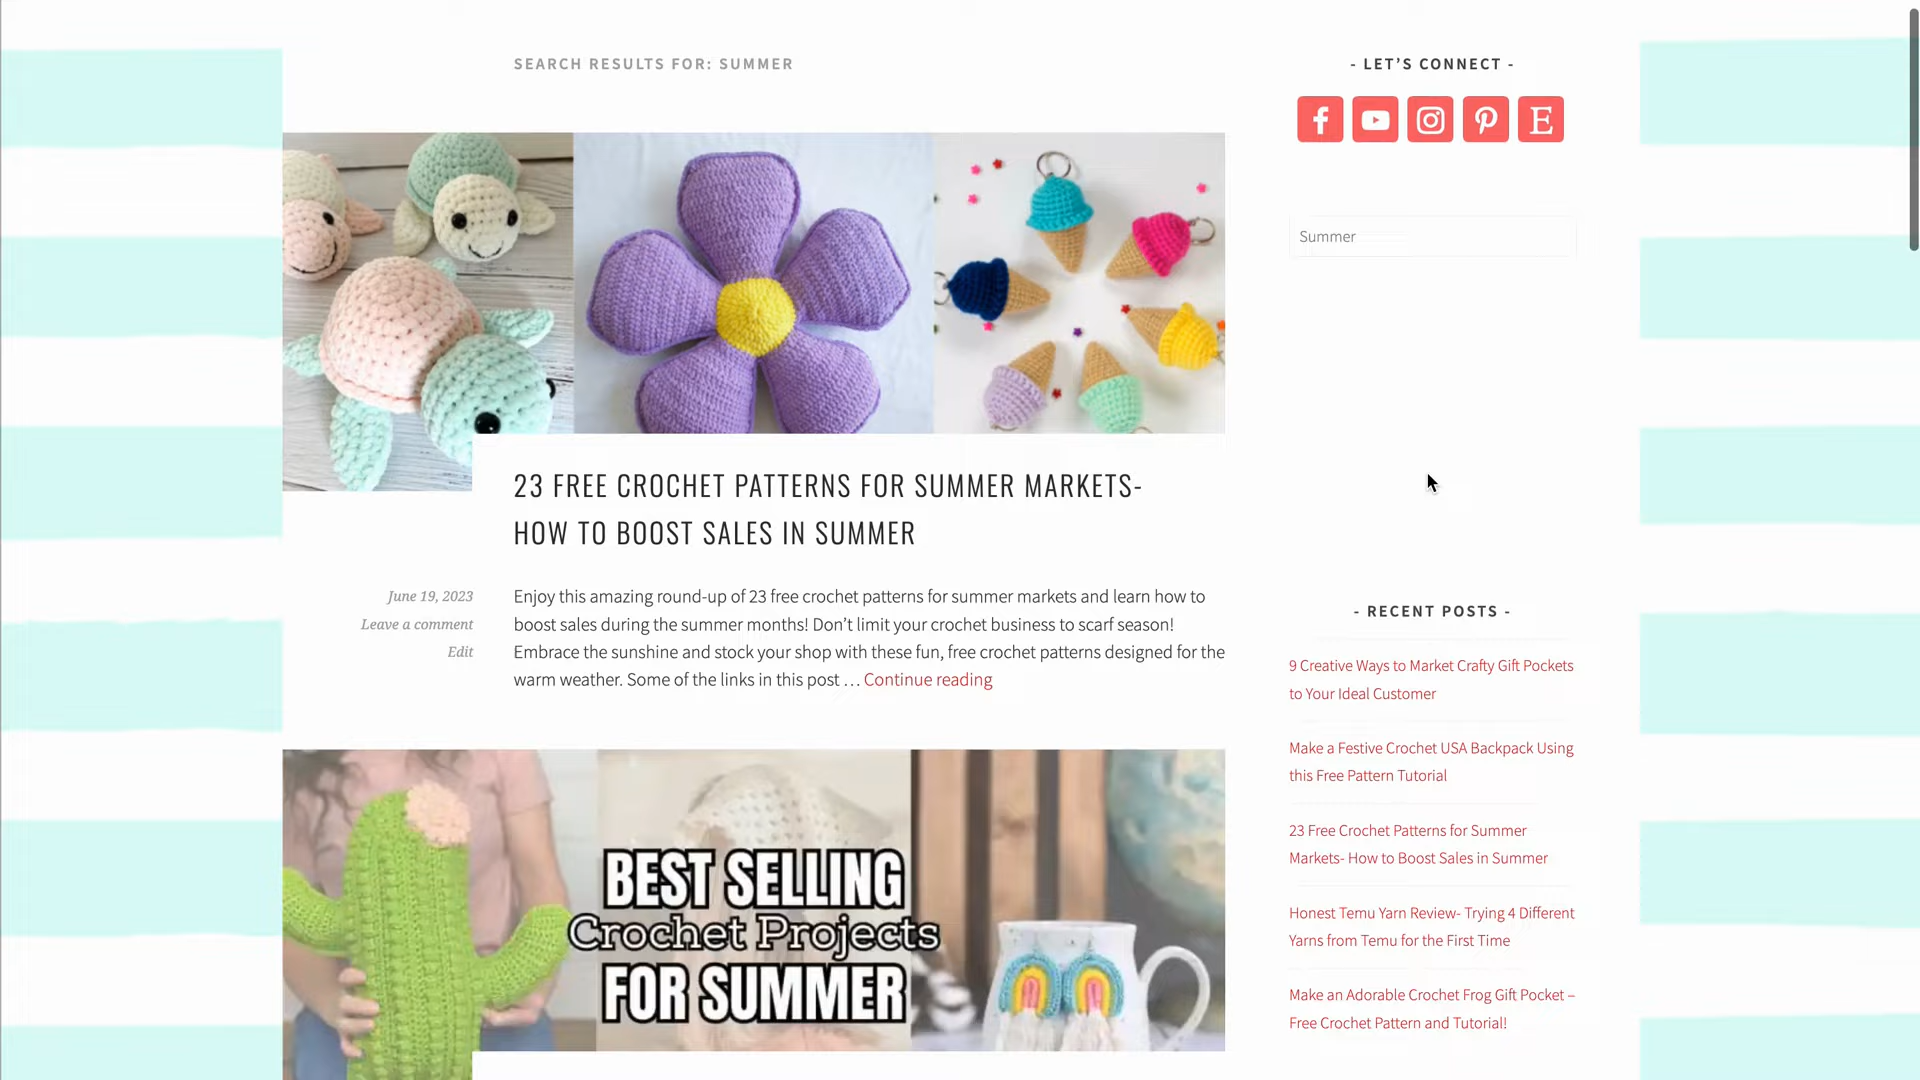 SEARCH RESULTS FOR: SUMMER
23 FREE CROCHET PATTERNS FOR SUMMER MARKETS-
HOW TO BOOST SALES IN SUMMER
June 19, 2023
Leave a comment
Edit
Enjoy this amazing round-up of 23 free crochet patterns for summer markets and learn how to
boost sales during the summer months! Don’t limit your crochet business to scarf season!
Embrace the sunshine and stock your shop with these fun, free crochet patterns designed for the
warm weather. Some of the links in this post … Continue reading
BEST SELLING
Crochet Projects
FOR SUMMER
- LET’S CONNECT -
E
Summer
- RECENT POSTS -
9 Creative Ways to Market Crafty Gift Pockets
to Your Ideal Customer
Make a Festive Crochet USA Backpack Using
this Free Pattern Tutorial
23 Free Crochet Patterns for Summer
Markets- How to Boost Sales in Summer
Honest Temu Yarn Review- Trying 4 Different
Yarns from Temu for the First Time
Make an Adorable Crochet Frog Gift Pocket –
Free Crochet Pattern and Tutorial!